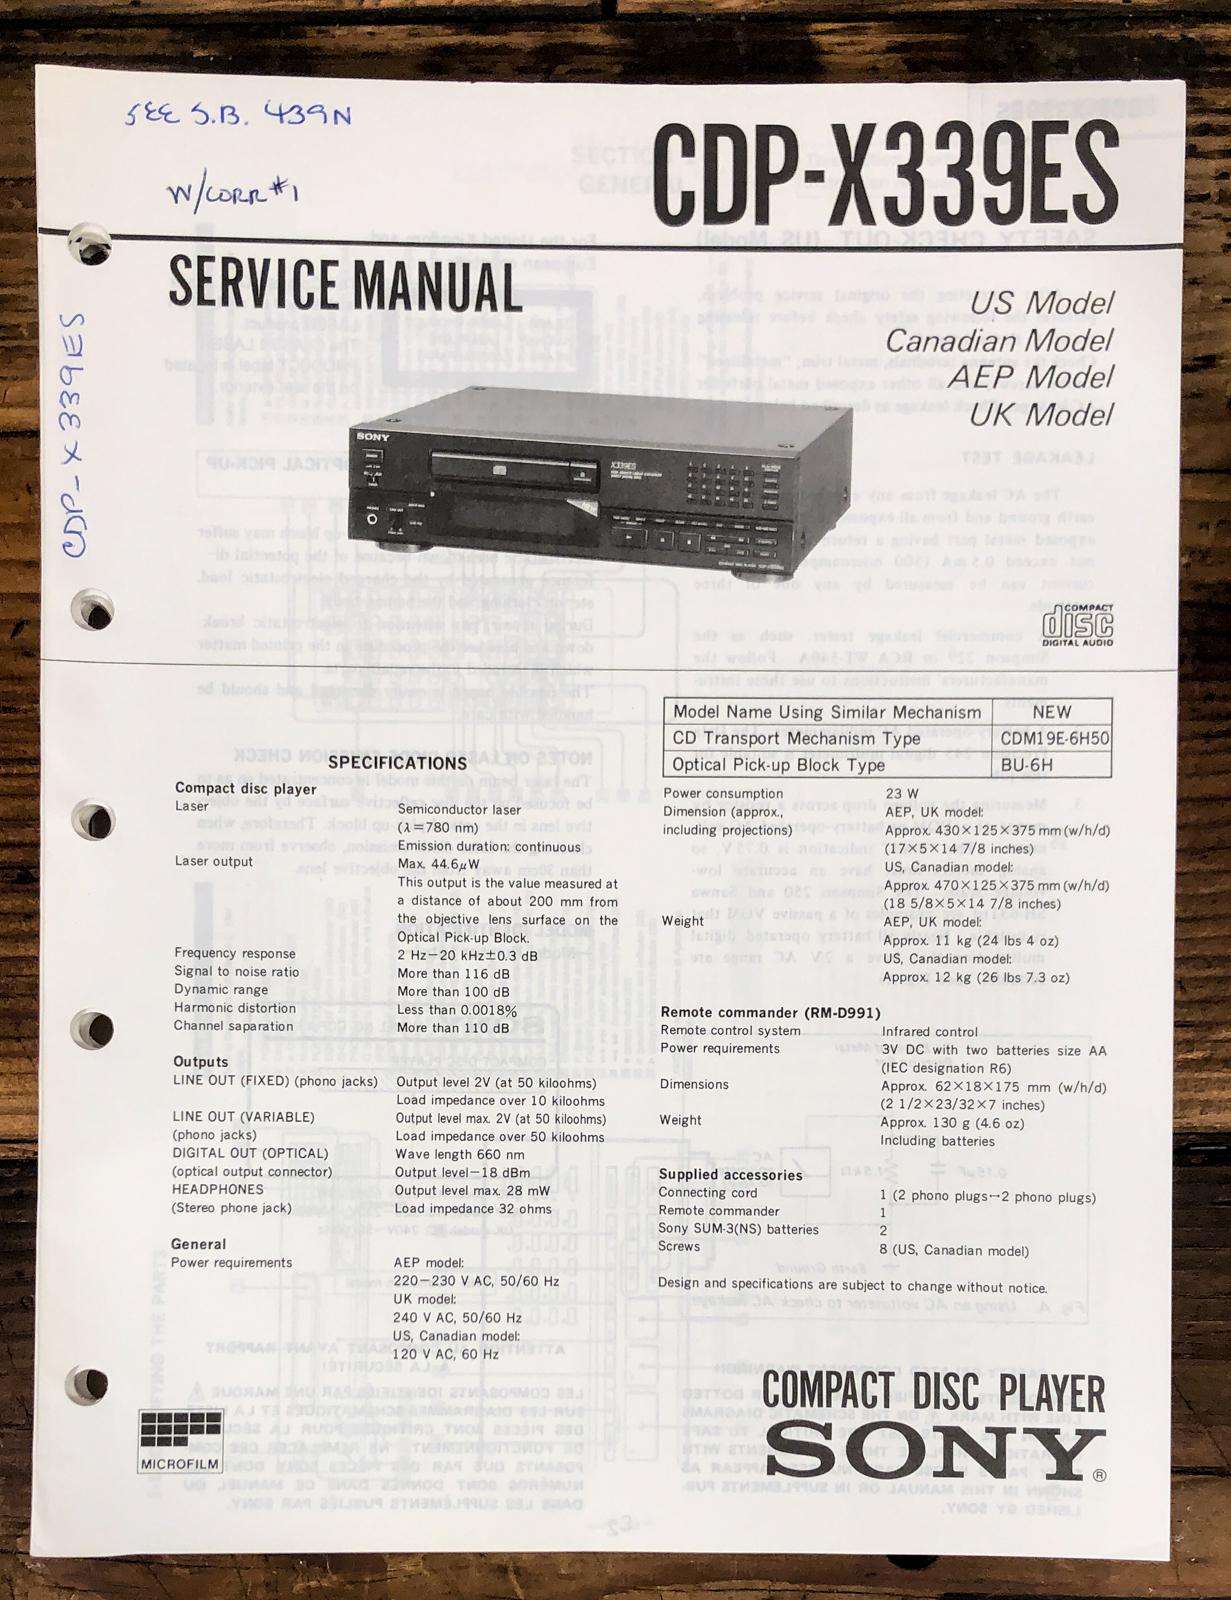 SEE S.B. 439N
W/CORR #1
CDP-X339ES
CDP-X339ES
SERVICE MANUAL
US Model
Canadian Model
AEP Model
UK Model
SONY
X339ES
COMPACT
disc
DIGITAL AUDIO
Model Name Using Similar Mechanism NEW
CD Transport Mechanism Type CDM19E-6H50
Optical Pick-up Block Type BU-6H
SPECIFICATIONS
Compact disc player
Laser Semiconductor laser
(λ=780 nm)
Emission duration: continuous
Laser output Max. 44.6μW
This output is the value measured at
a distance of about 200 mm from
the objective lens surface on the
Optical Pick-up Block.
Frequency response 2 Hz−20 kHz±0.3 dB
Signal to noise ratio More than 116 dB
Dynamic range More than 100 dB
Harmonic distortion Less than 0.0018%
Channel saparation More than 110 dB
Outputs
LINE OUT (FIXED) (phono jacks) Output level 2V (at 50 kiloohms)
Load impedance over 10 kiloohms
LINE OUT (VARIABLE) Output level max. 2V (at 50 kiloohms)
(phono jacks) Load impedance over 50 kiloohms
DIGITAL OUT (OPTICAL) Wave length 660 nm
(optical output connector) Output level−18 dBm
HEADPHONES Output level max. 28 mW
(Stereo phone jack) Load impedance 32 ohms
General
Power requirements AEP model:
220−230 V AC, 50/60 Hz
UK model:
240 V AC, 50/60 Hz
US, Canadian model:
120 V AC, 60 Hz
Power consumption 23 W
Dimension (approx., AEP, UK model:
including projections) Approx. 430×125×375 mm (w/h/d)
(17×5×14 7/8 inches)
US, Canadian model:
Approx. 470×125×375 mm (w/h/d)
(18 5/8×5×14 7/8 inches)
Weight AEP, UK model:
Approx. 11 kg (24 lbs 4 oz)
US, Canadian model:
Approx. 12 kg (26 lbs 7.3 oz)
Remote commander (RM-D991)
Remote control system Infrared control
Power requirements 3V DC with two batteries size AA
(IEC designation R6)
Dimensions Approx. 62×18×175 mm (w/h/d)
(2 1/2×23/32×7 inches)
Weight Approx. 130 g (4.6 oz)
Including batteries
Supplied accessories
Connecting cord 1 (2 phono plugs↔2 phono plugs)
Remote commander 1
Sony SUM-3(NS) batteries 2
Screws 8 (US, Canadian model)
Design and specifications are subject to change without notice.
MICROFILM
COMPACT DISC PLAYER
SONY®